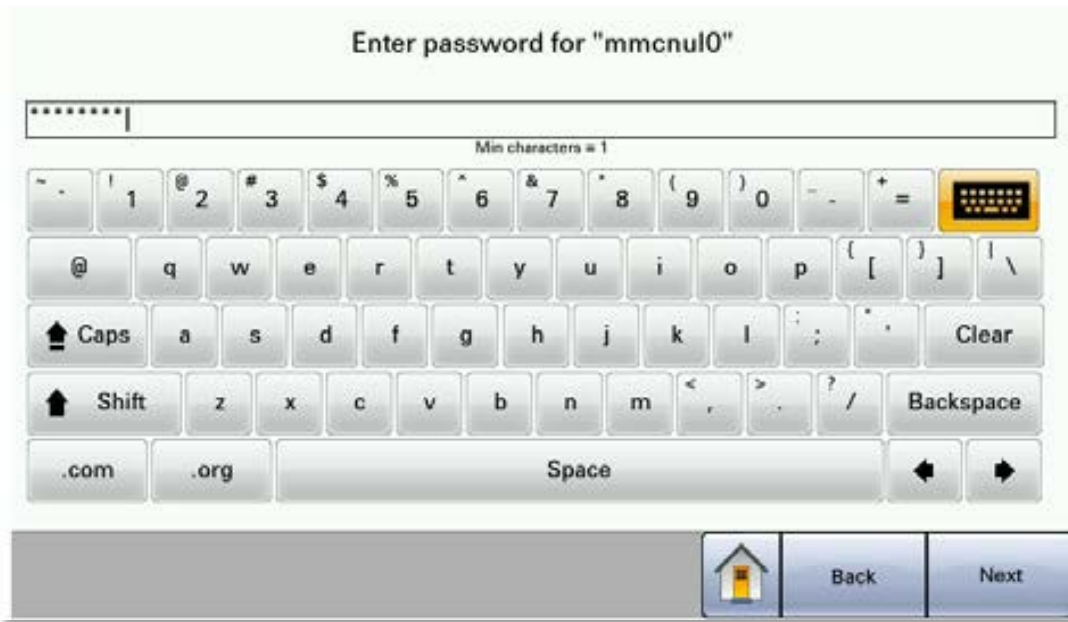 Enter password for "mmcnul0"
********
Min characters = 1
~ . ! 1 @ 2 # 3 $ 4 % 5 ^ 6 & 7 * 8 ( 9 ) 0 _ - + =
@ q w e r t y u i o p { [ } ] | \
Caps a s d f g h j k l : ; " ' Clear
Shift z x c v b n m < , > . ? / Backspace
.com .org Space
Back Next